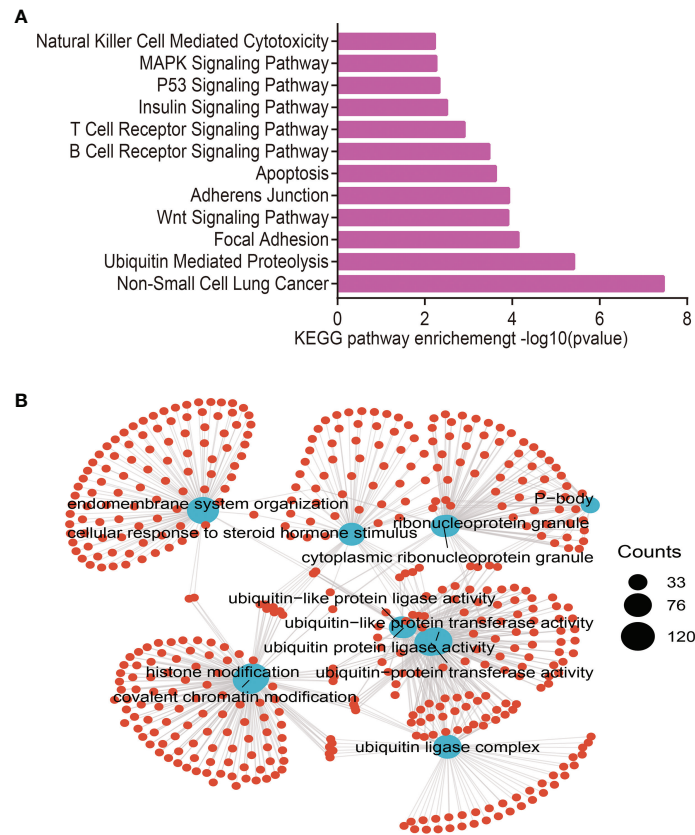 A
Natural Killer Cell Mediated Cytotoxicity
MAPK Signaling Pathway
P53 Signaling Pathway
Insulin Signaling Pathway
T Cell Receptor Signaling Pathway
B Cell Receptor Signaling Pathway
Apoptosis
Adherens Junction
Wnt Signaling Pathway
Focal Adhesion
Ubiquitin Mediated Proteolysis
Non-Small Cell Lung Cancer
0 2 4 6 8
KEGG pathway enrichemengt -log10(pvalue)
B
endomembrane system organization
P−body
ribonucleoprotein granule
cellular response to steroid hormone stimulus
cytoplasmic ribonucleoprotein granule
Counts
33
76
120
ubiquitin−like protein ligase activity
ubiquitin−like protein transferase activity
ubiquitin protein ligase activity
histone modification
ubiquitin−protein transferase activity
covalent chromatin modification
ubiquitin ligase complex